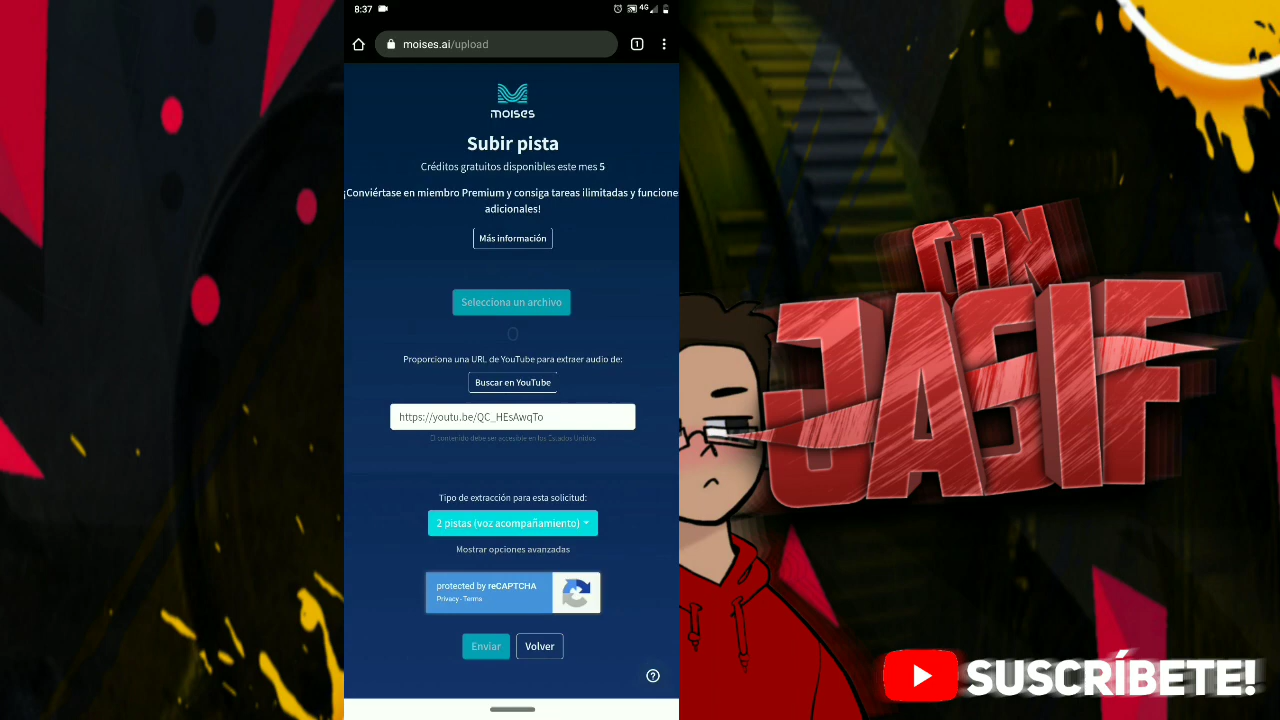 8:37
4G
moises.ai/upload
1
moises
Subir pista
Créditos gratuitos disponibles este mes 5
¡Conviértase en miembro Premium y consiga tareas ilimitadas y funcione
adicionales!
Más información
Selecciona un archivo
O
Proporciona una URL de YouTube para extraer audio de:
Buscar en YouTube
https://youtu.be/QC_HEsAwqTo
El contenido debe ser accesible en los Estados Unidos
Tipo de extracción para esta solicitud:
2 pistas (voz acompañamiento)
Mostrar opciones avanzadas
protected by reCAPTCHA
Privacy - Terms
Envíar
Volver
?
CON
JASIF
SUSCRÍBETE!